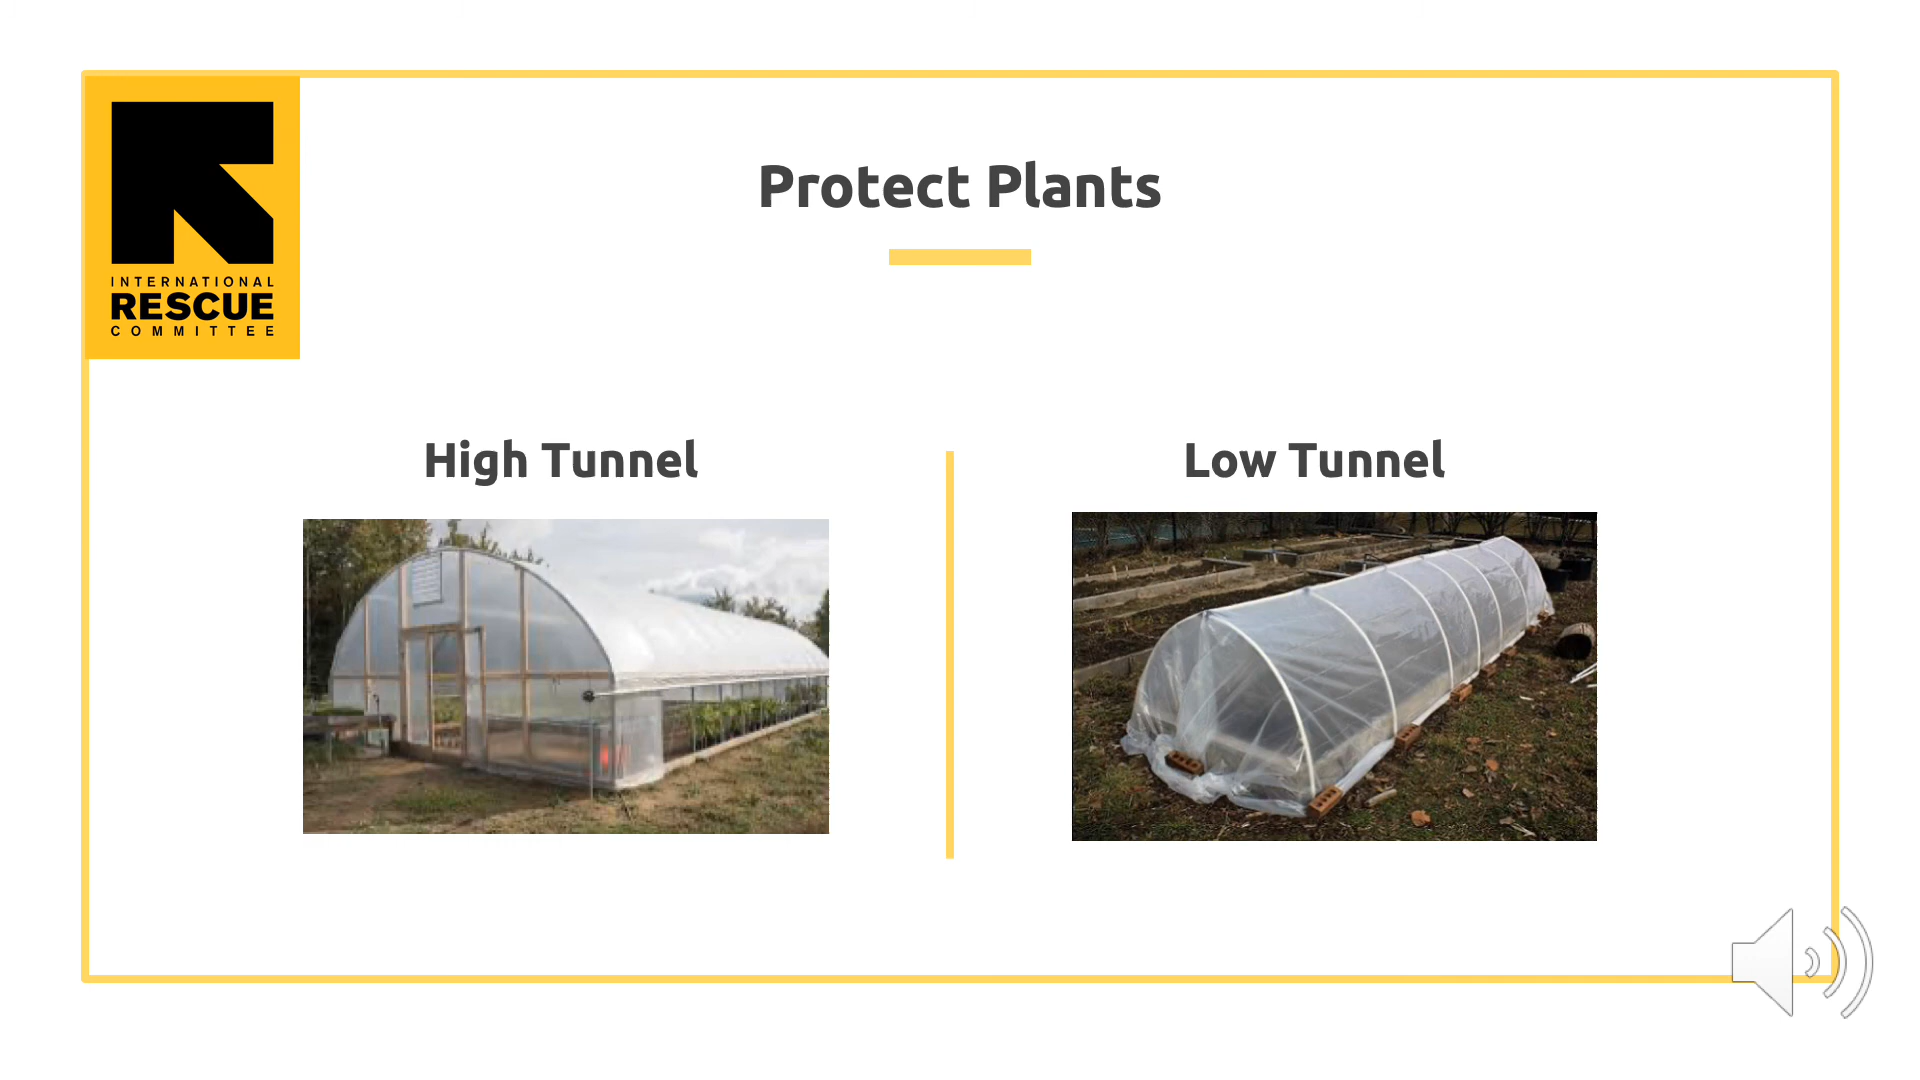 INTERNATIONAL
RESCUE
COMMITTEE
Protect Plants
High Tunnel
Low Tunnel